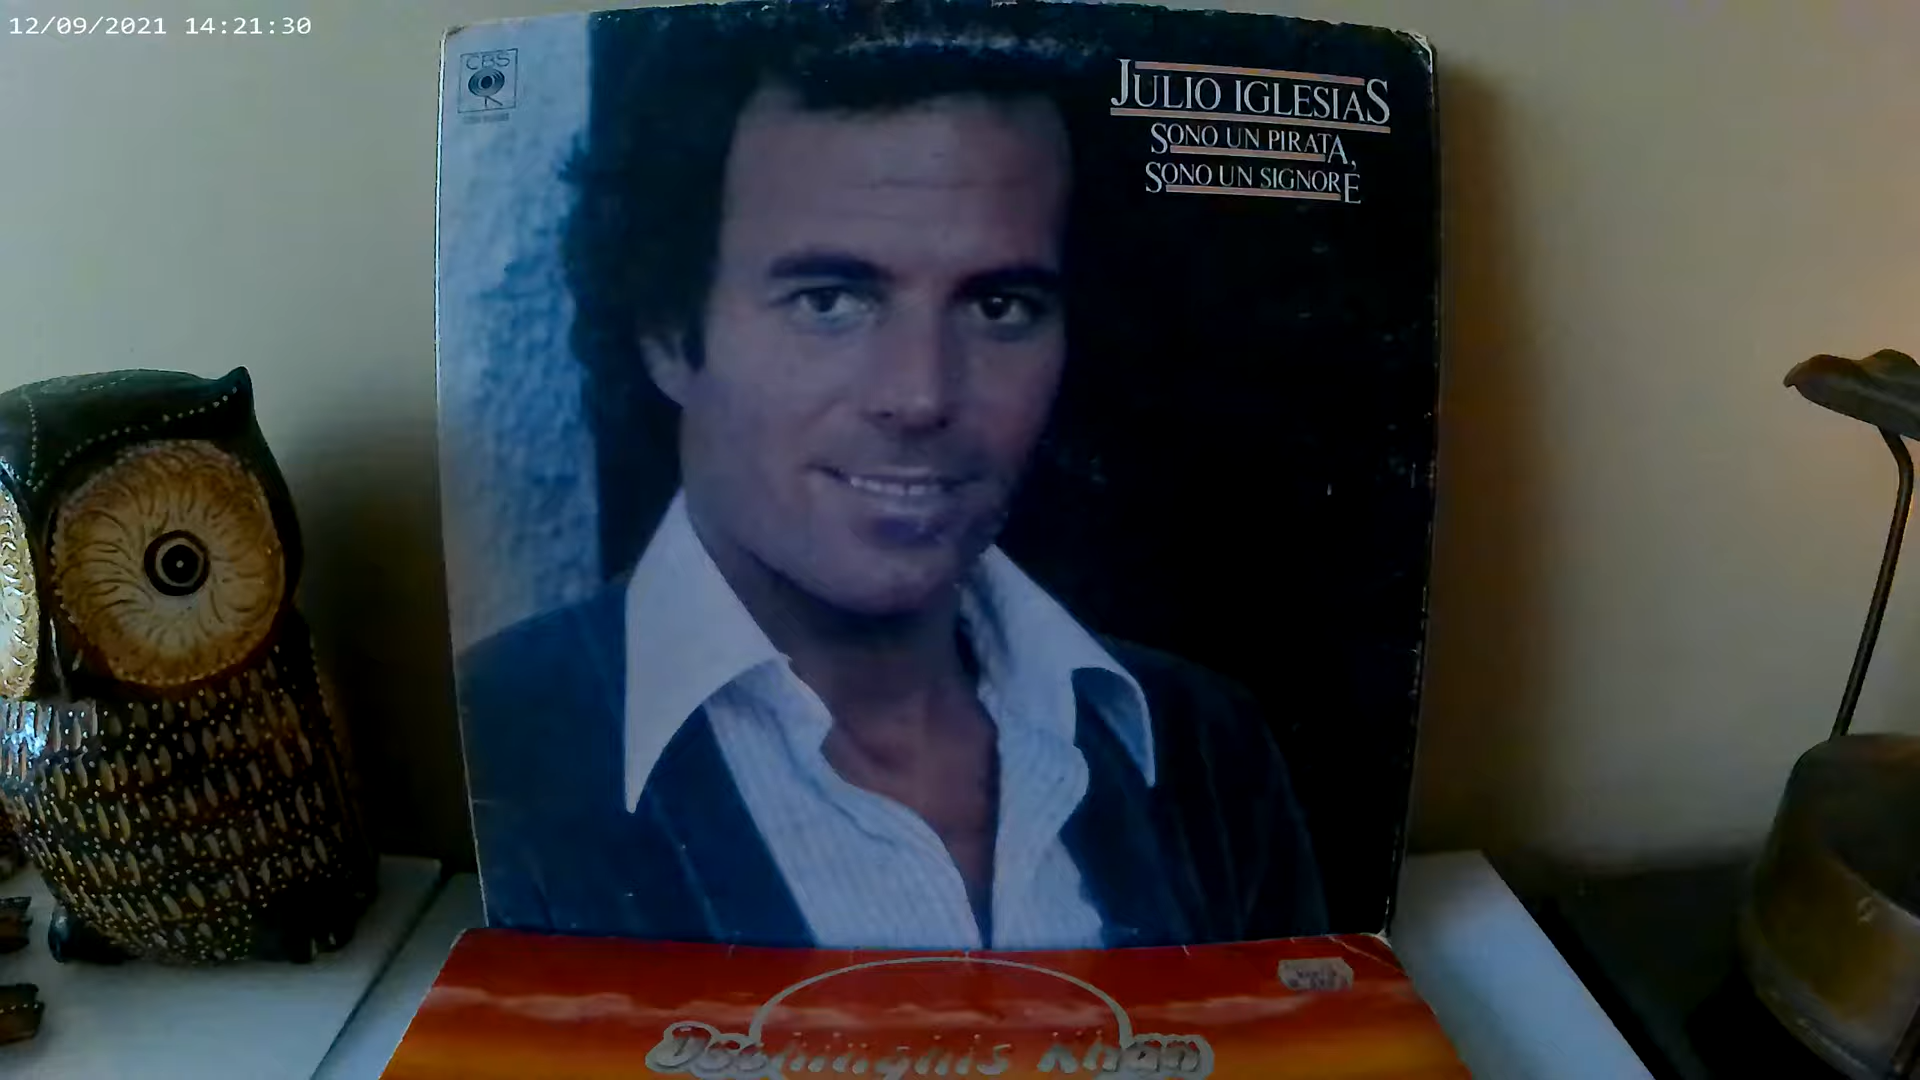 12/09/2021 14:21:30
CBS
JULIO IGLESIAS
SONO UN PIRATA,
SONO UN SIGNORE
Dschinghis Khan